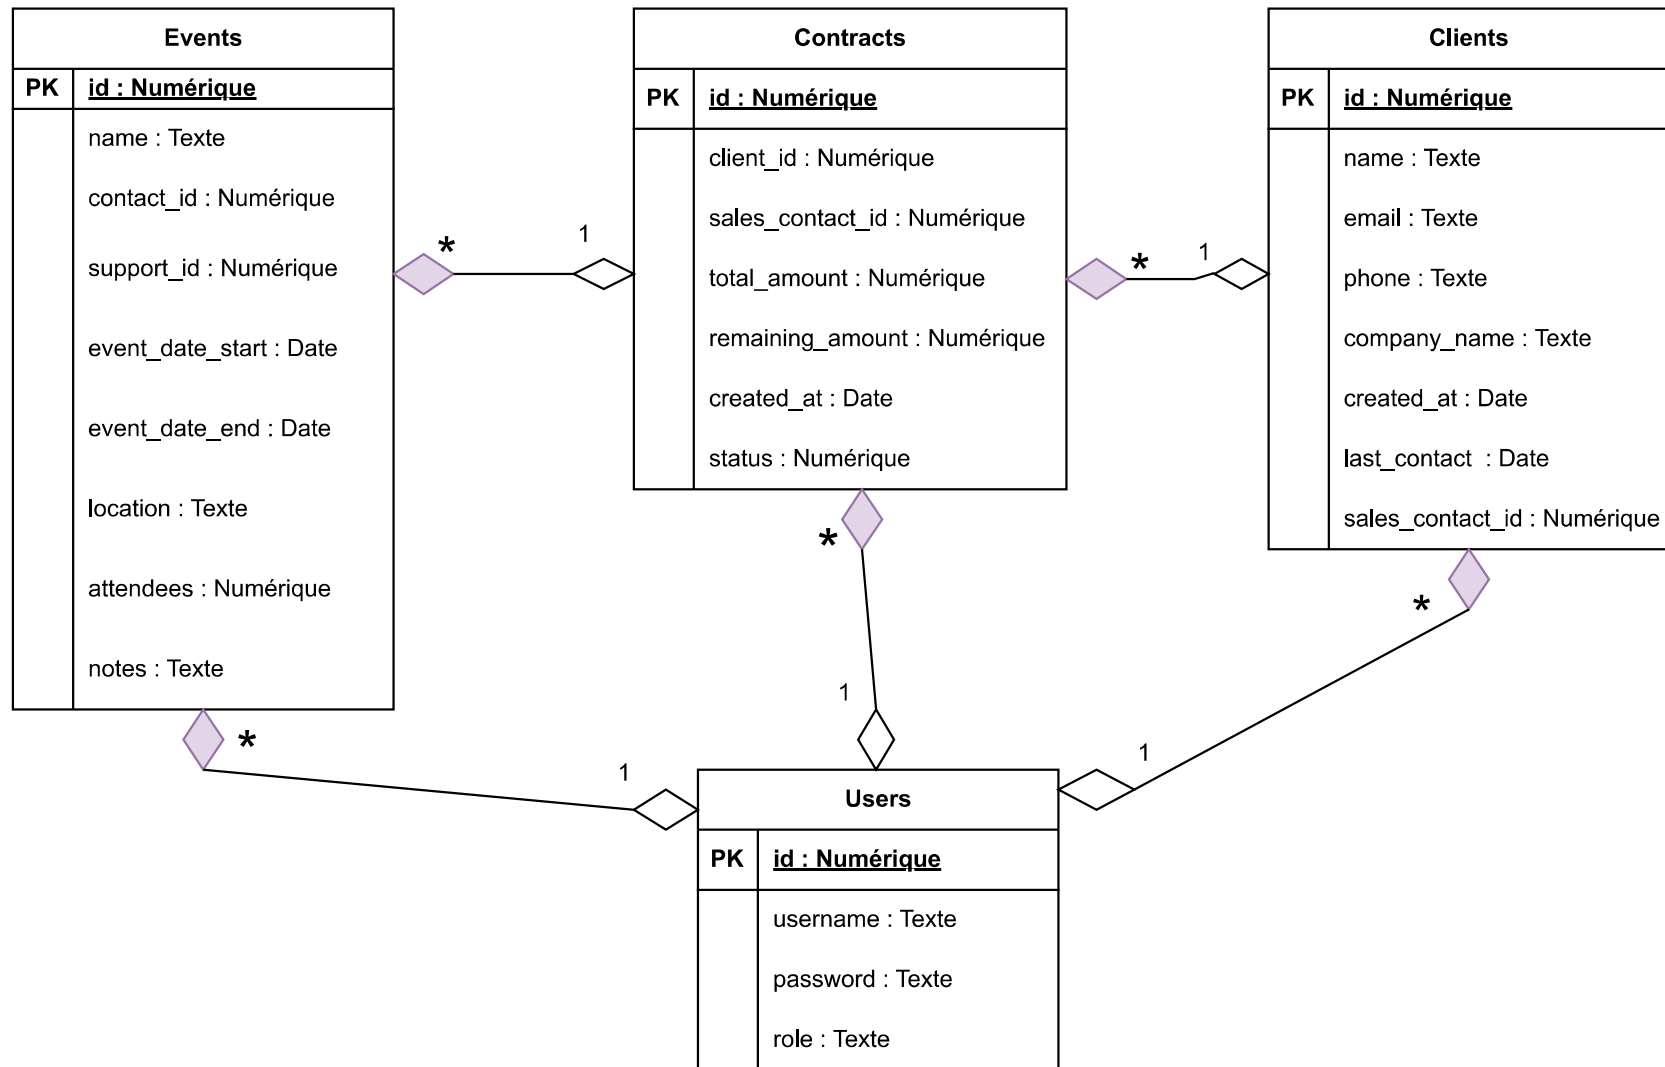 Events
PK id : Numérique
name : Texte
contact_id : Numérique
support_id : Numérique
event_date_start : Date
event_date_end : Date
location : Texte
attendees : Numérique
notes : Texte
* 1
Contracts
PK id : Numérique
client_id : Numérique
sales_contact_id : Numérique
total_amount : Numérique
remaining_amount : Numérique
created_at : Date
status : Numérique
* 1
Clients
PK id : Numérique
name : Texte
email : Texte
phone : Texte
company_name : Texte
created_at : Date
last_contact : Date
sales_contact_id : Numérique
* 1
* 1
* 1
Users
PK id : Numérique
username : Texte
password : Texte
role : Texte